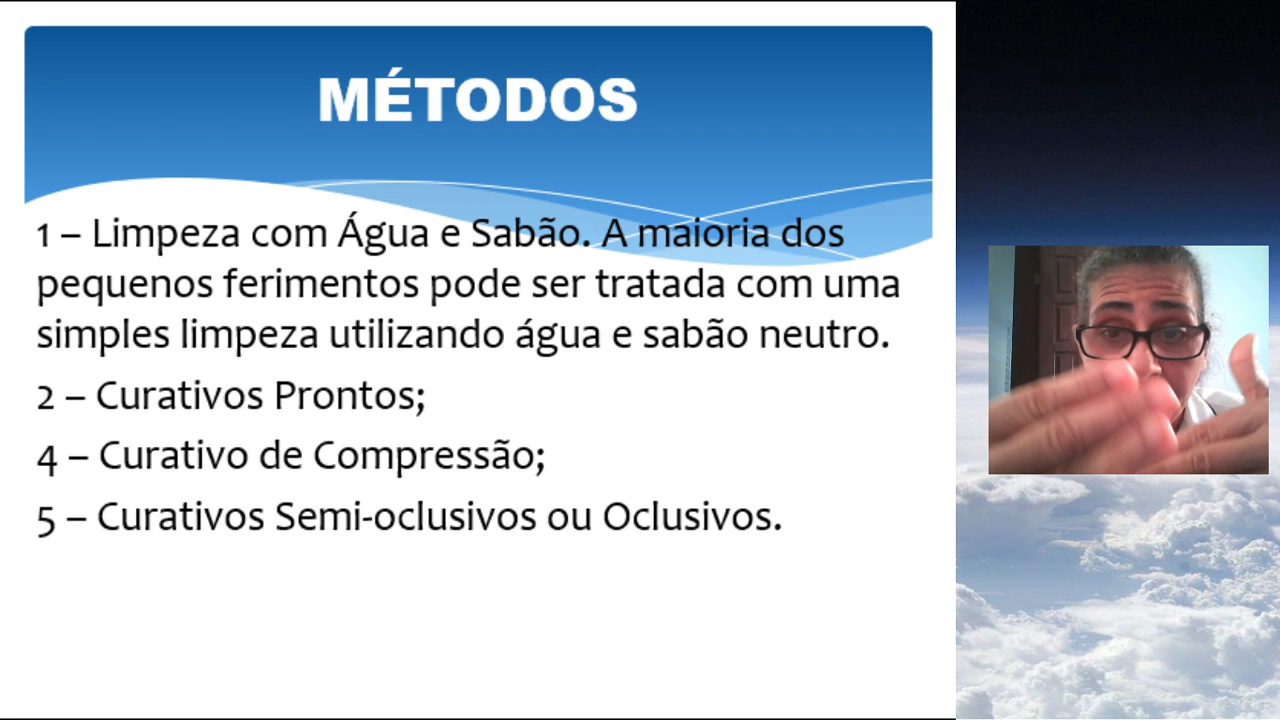 MÉTODOS
1 – Limpeza com Água e Sabão. A maioria dos
pequenos ferimentos pode ser tratada com uma
simples limpeza utilizando água e sabão neutro.
2 – Curativos Prontos;
4 – Curativo de Compressão;
5 – Curativos Semi-oclusivos ou Oclusivos.